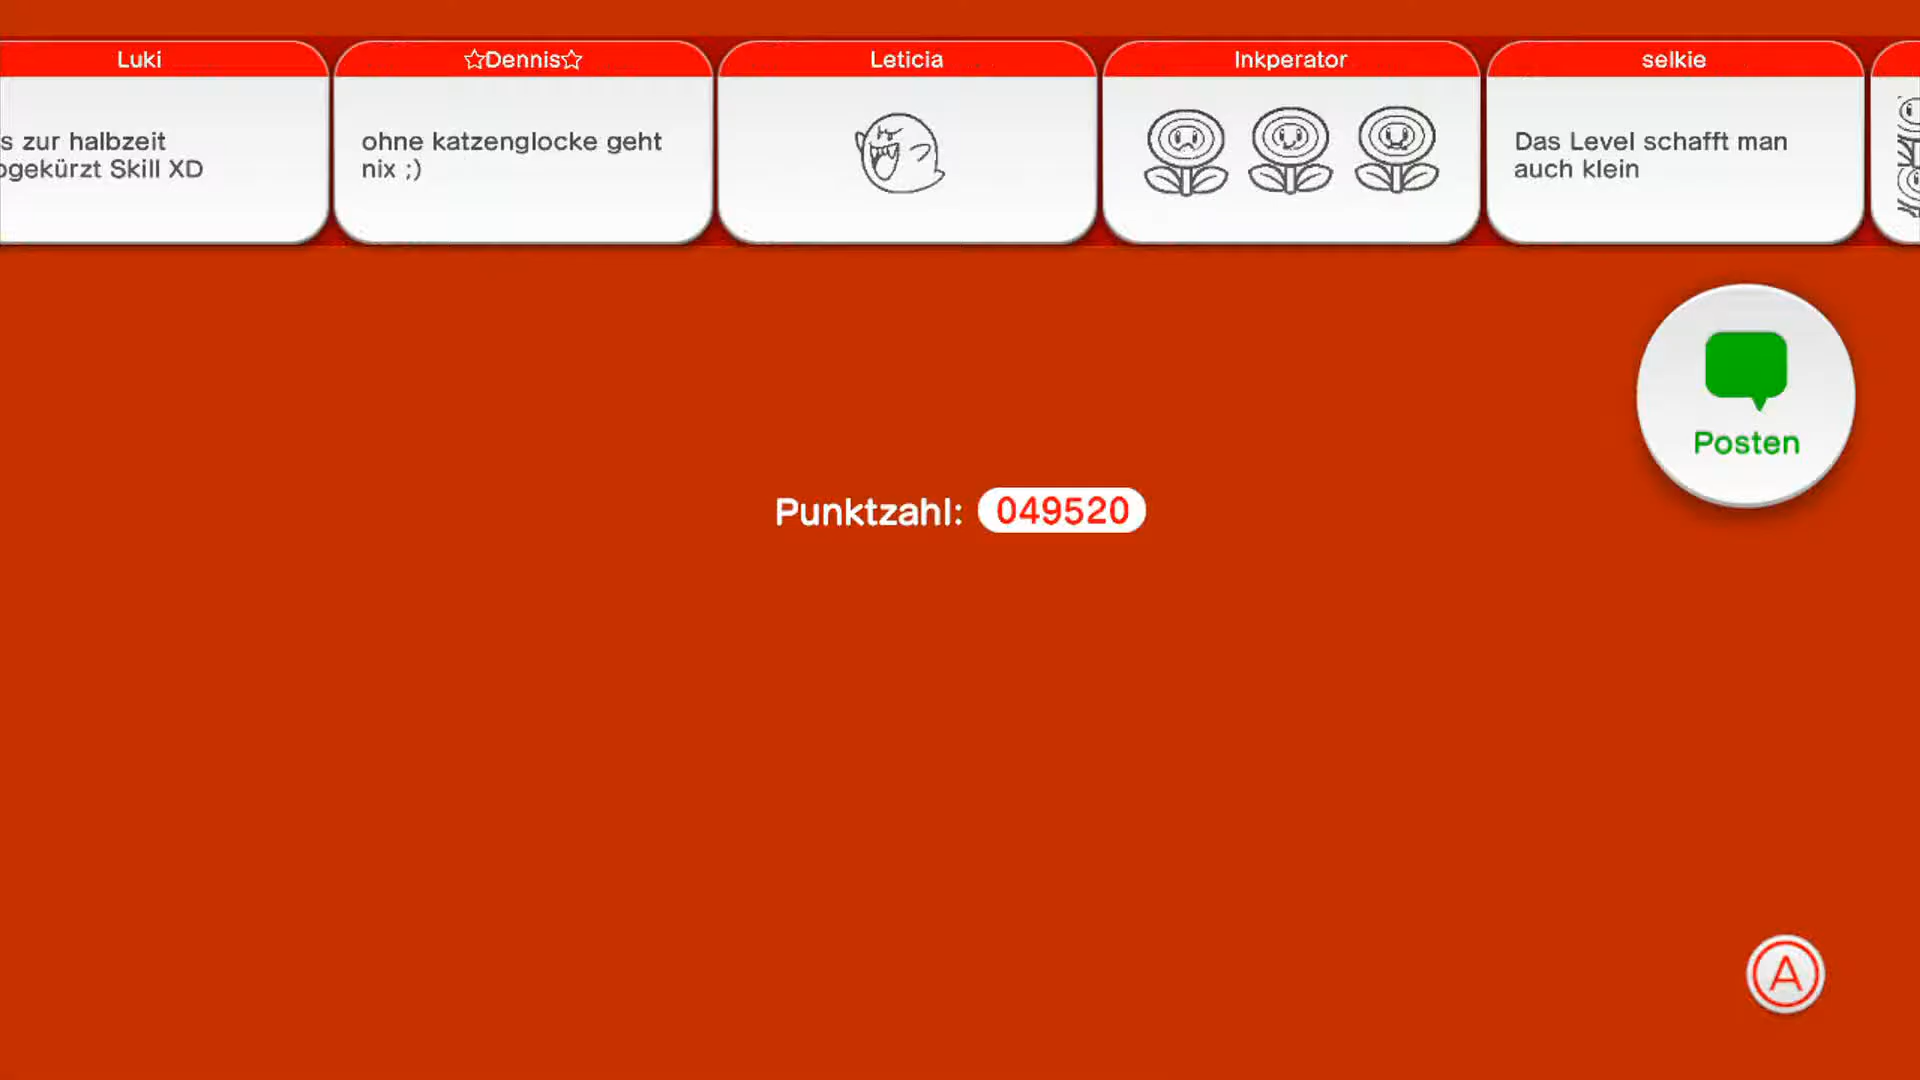 Luki
zur halbzeit
Skill XD
☆Dennis☆
ohne katzenglocke geht
nix ;)
Leticia
Inkperator
selkie
Das Level schafft man
auch klein
Posten
Punktzahl: 049520
A